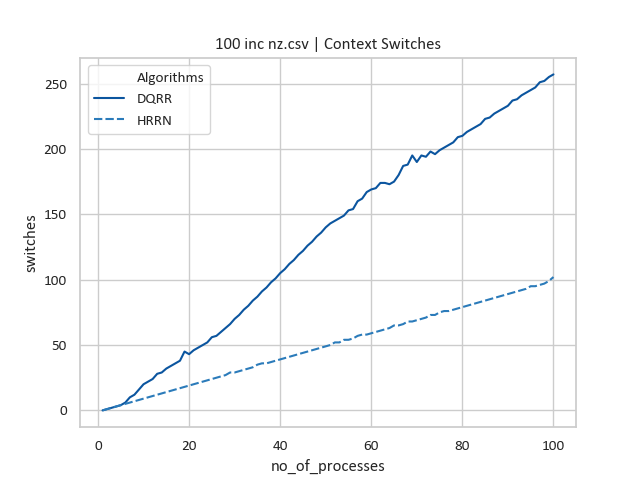 100 inc nz.csv | Context Switches
Algorithms
DQRR
HRRN
250
200
150
100
50
0
switches
0 20 40 60 80 100
no_of_processes